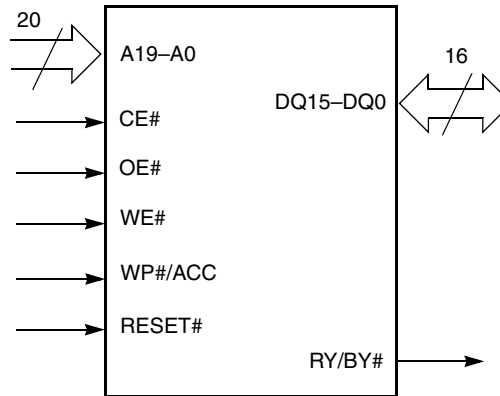 20
A19–A0
16
DQ15–DQ0
CE#
OE#
WE#
WP#/ACC
RESET#
RY/BY#